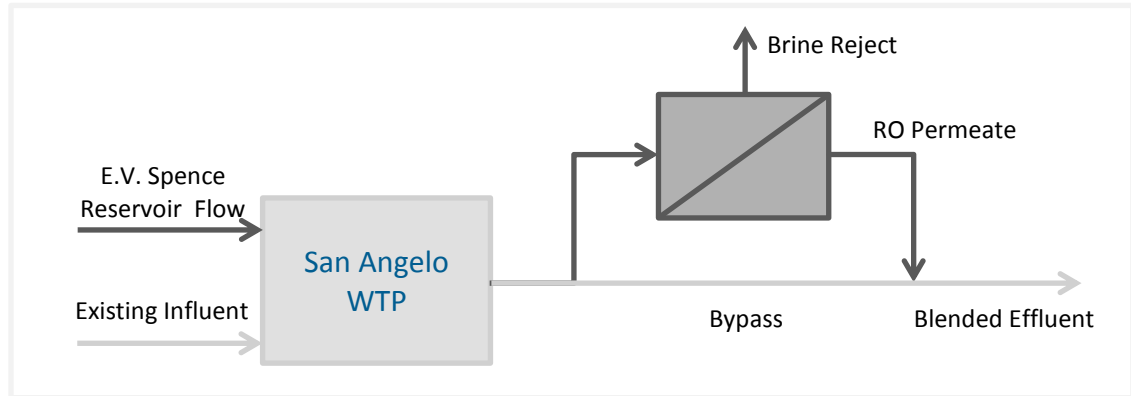 Brine Reject
RO Permeate
E.V. Spence
Reservoir Flow
San Angelo
WTP
Existing Influent
Bypass
Blended Effluent